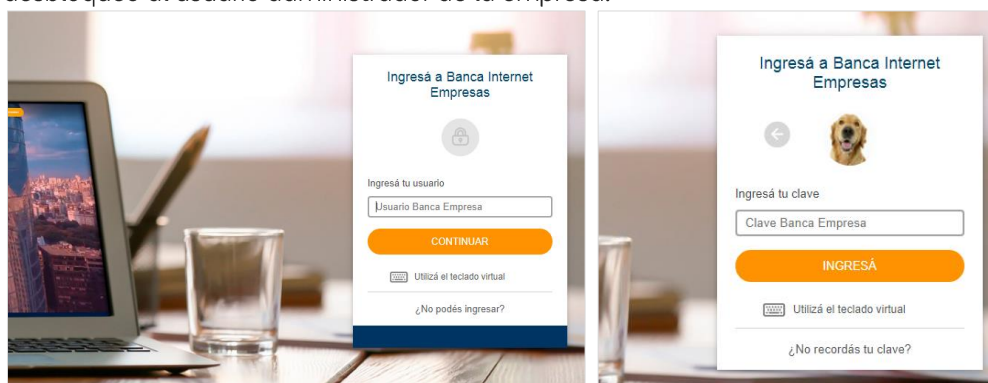 desbloqueo al usuario administrador de tu empresa.
Ingresá a Banca Internet
Empresas
Ingresá tu usuario
Usuario Banca Empresa
CONTINUAR
Utilizá el teclado virtual
¿No podés ingresar?
Ingresá a Banca Internet
Empresas
Ingresá tu clave
Clave Banca Empresa
INGRESÁ
Utilizá el teclado virtual
¿No recordás tu clave?